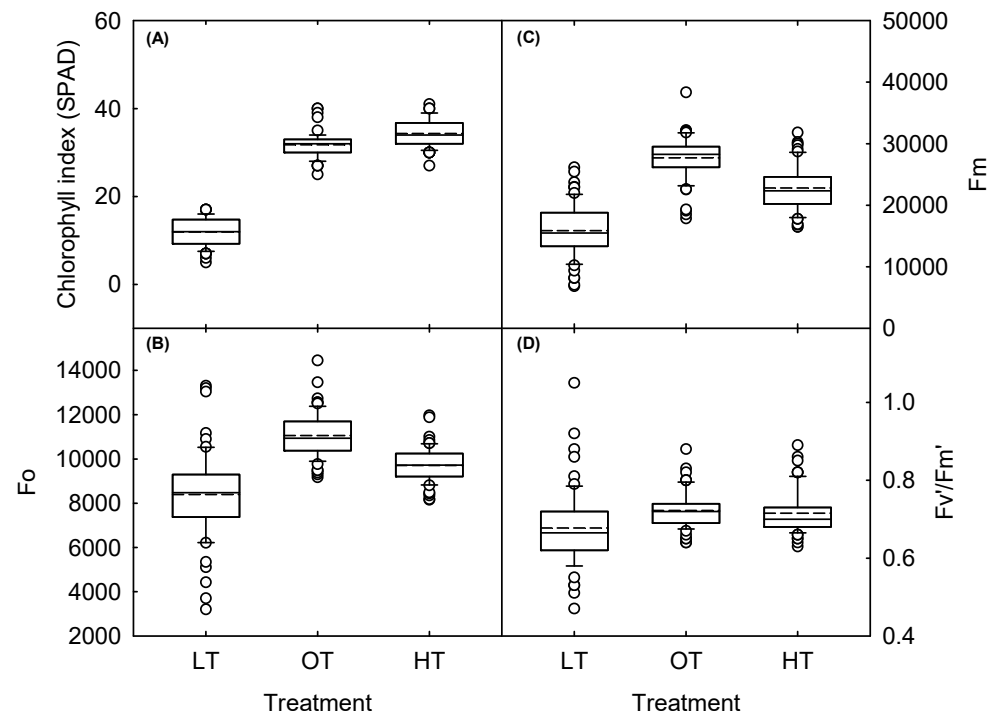 (A)
Chlorophyll index (SPAD)
60
40
20
0
(C)
Fm
50000
40000
30000
20000
10000
0
(B)
Fo
14000
12000
10000
8000
6000
4000
2000
LT
OT
HT
Treatment
(D)
Fv'/Fm'
1.0
0.8
0.6
0.4
LT
OT
HT
Treatment